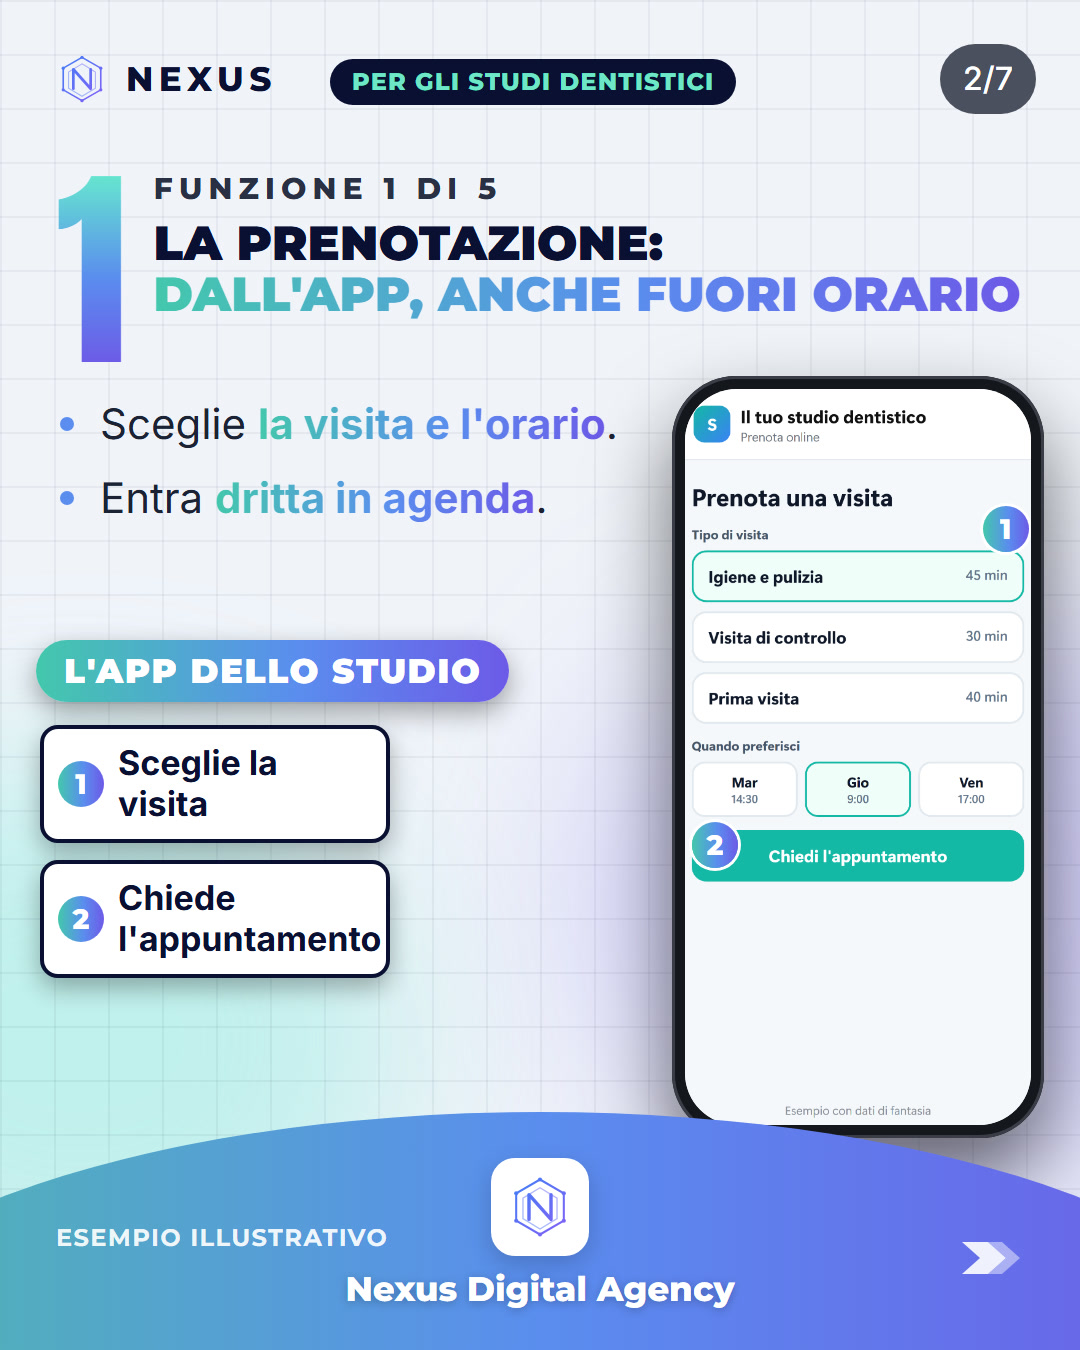 NEXUS
PER GLI STUDI DENTISTICI
2/7
1
FUNZIONE 1 DI 5
LA PRENOTAZIONE:
DALL'APP, ANCHE FUORI ORARIO
• Sceglie la visita e l'orario.
• Entra dritta in agenda.
L'APP DELLO STUDIO
1
Sceglie la
visita
2
Chiede
l'appuntamento
S
Il tuo studio dentistico
Prenota online
Prenota una visita
Tipo di visita
1
Igiene e pulizia 45 min
Visita di controllo 30 min
Prima visita 40 min
Quando preferisci
Mar Gio Ven
14:30 9:00 17:00
2
Chiedi l'appuntamento
Esempio con dati di fantasia
ESEMPIO ILLUSTRATIVO
N
Nexus Digital Agency